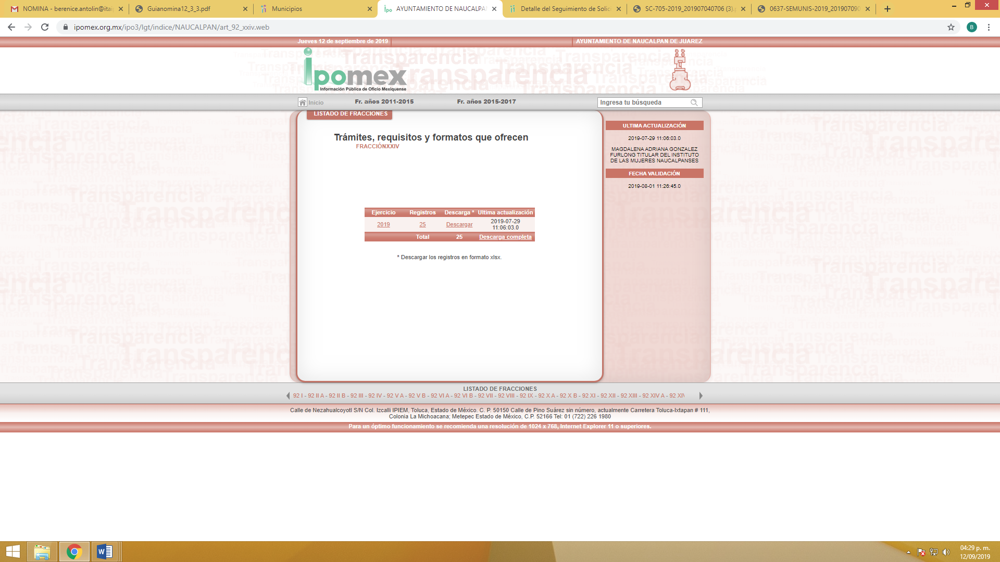 NOMINA - berenice.antolin@itai
Guianomina12_3_3.pdf
Municipios
AYUNTAMIENTO DE NAUCALPA
Detalle del Seguimiento de Solici
SC-705-2019_201907040706 (3).p
0637-SEMUNIS-2019_201907090
ipomex.org.mx/ipo3/lgt/indice/NAUCALPAN/art_92_xxiv.web
B
Jueves 12 de septiembre de 2019
AYUNTAMIENTO DE NAUCALPAN DE JUAREZ
ipomex
Información Pública de Oficio Mexiquense
Inicio
Fr. años 2011-2015
Fr. años 2015-2017
Ingresa tu búsqueda
LISTADO DE FRACCIONES
Trámites, requisitos y formatos que ofrecen
FRACCIÓNXXIV
Ejercicio Registros Descarga * Ultima actualización
2019 25 Descargar 2019-07-29
11:06:03.0
Total 25 Descarga completa
* Descargar los registros en formato xlsx.
ULTIMA ACTUALIZACIÓN
2019-07-29 11:06:03.0
MAGDALENA ADRIANA GONZALEZ
FURLONG TITULAR DEL INSTITUTO
DE LAS MUJERES NAUCALPANSES
FECHA VALIDACIÓN
2019-08-01 11:26:45.0
LISTADO DE FRACCIONES
92 I - 92 II A - 92 II B - 92 III - 92 IV - 92 V A - 92 V B - 92 VI A - 92 VI B - 92 VII - 92 VIII - 92 IX - 92 X A - 92 X B - 92 XI - 92 XII - 92 XIII - 92 XIV A - 92 XIV
Calle de Nezahualcoyotl S/N Col. Izcalli IPIEM, Toluca, Estado de México. C. P. 50150 Calle de Pino Suárez sin número, actualmente Carretera Toluca-Ixtapan # 111,
Colonia La Michoacana; Metepec Estado de México, C.P. 52166 Tel: 01 (722) 226 1980
Para un óptimo funcionamiento se recomienda una resolución de 1024 x 768, Internet Explorer 11 o superiores.
04:29 p. m.
12/09/2019